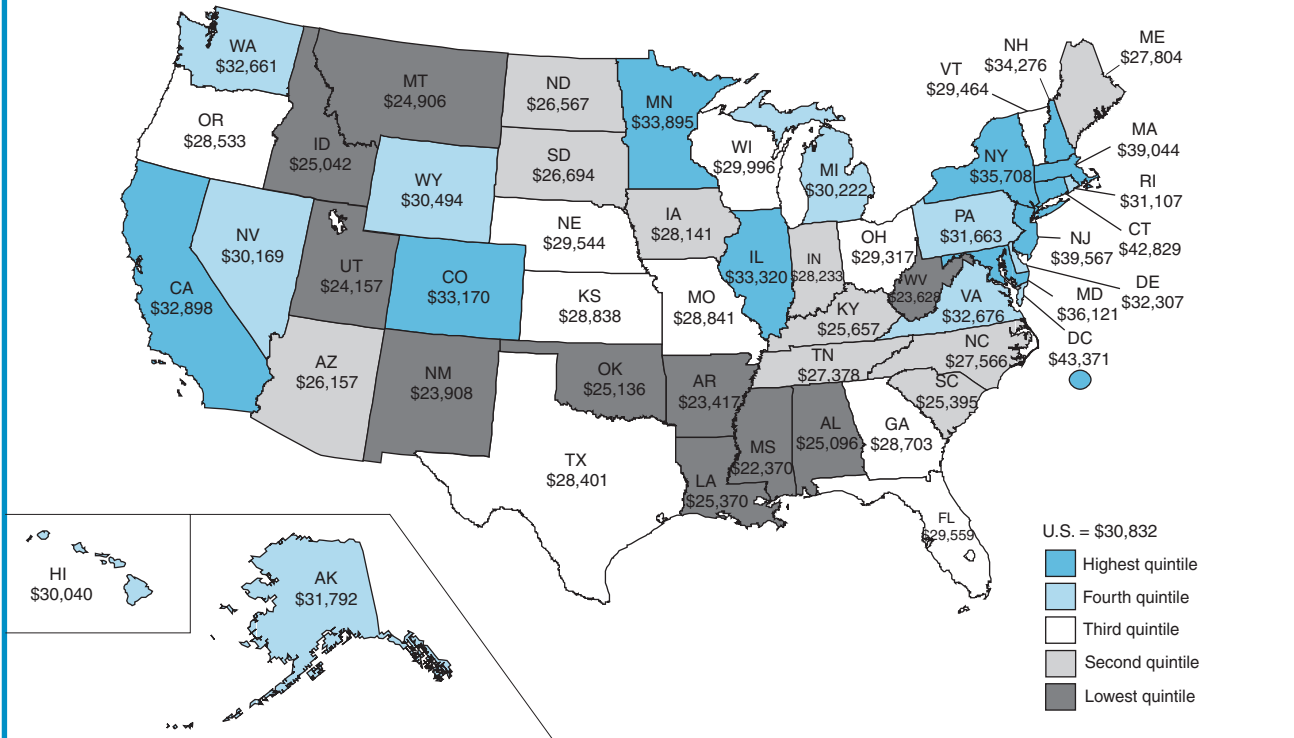 WA
$32,661
OR
$28,533
CA
$32,898
NV
$30,169
ID
$25,042
MT
$24,906
WY
$30,494
UT
$24,157
AZ
$26,157
CO
$33,170
NM
$23,908
ND
$26,567
SD
$26,694
NE
$29,544
KS
$28,838
OK
$25,136
TX
$28,401
MN
$33,895
IA
$28,141
MO
$28,841
AR
$23,417
LA
$25,370
WI
$29,996
IL
$33,320
MI
$30,222
IN
$28,233
OH
$29,317
KY
$25,657
TN
$27,378
MS
$22,370
AL
$25,096
GA
$28,703
FL
$29,559
SC
$25,395
NC
$27,566
VA
$32,676
WV
$23,628
PA
$31,663
NY
$35,708
VT
$29,464
NH
$34,276
ME
$27,804
MA
$39,044
RI
$31,107
CT
$42,829
NJ
$39,567
DE
$32,307
MD
$36,121
DC
$43,371
HI
$30,040
AK
$31,792
U.S. = $30,832
Highest quintile
Fourth quintile
Third quintile
Second quintile
Lowest quintile